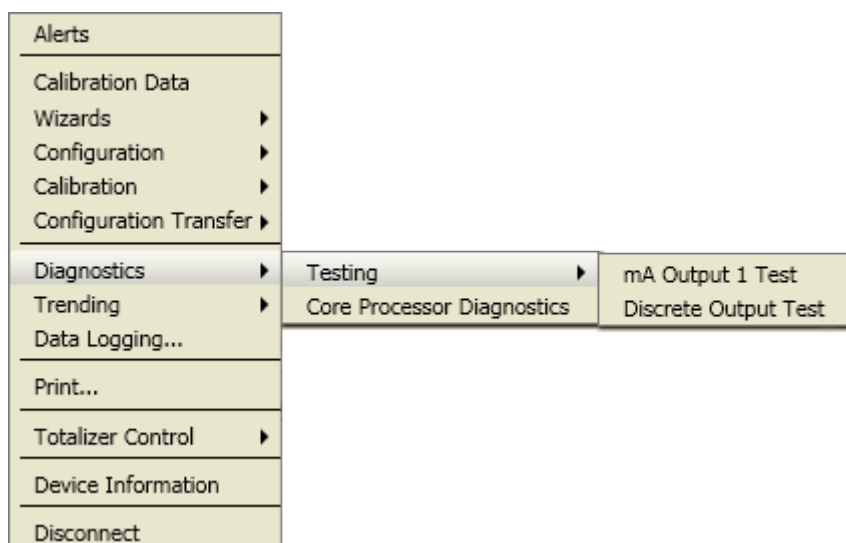 Alerts
Calibration Data
Wizards
Configuration
Calibration
Configuration Transfer
Diagnostics
Trending
Data Logging...
Print...
Totalizer Control
Device Information
Disconnect
Testing
Core Processor Diagnostics
mA Output 1 Test
Discrete Output Test